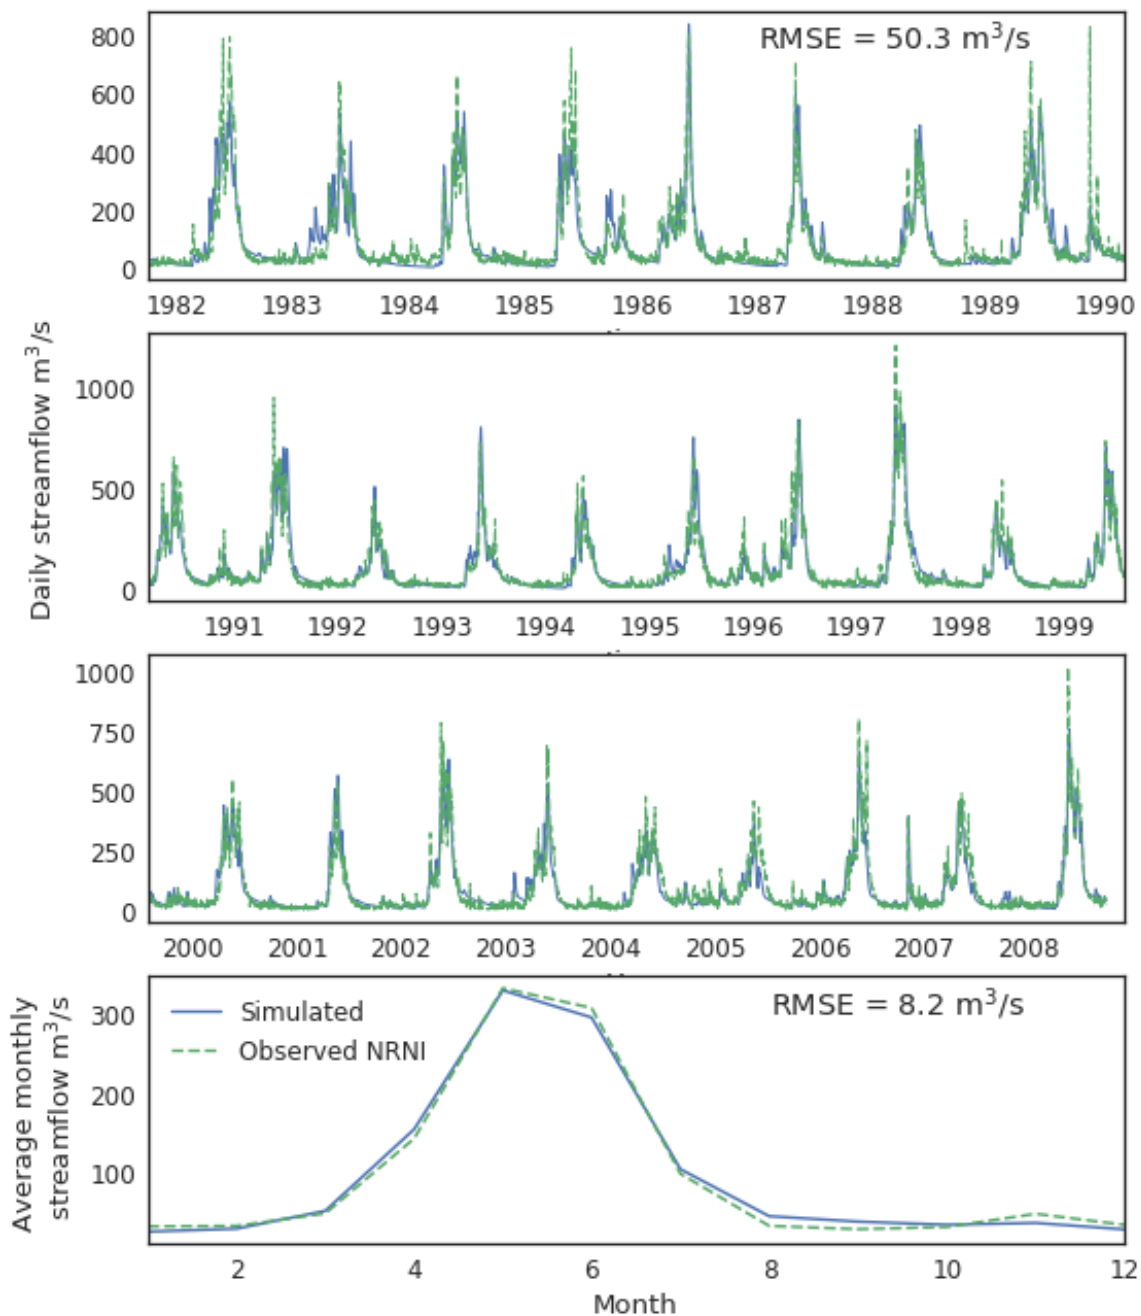 RMSE = 50.3 m³/s
800
600
400
200
0
1982 1983 1984 1985 1986 1987 1988 1989 1990
Daily streamflow m³/s
1000
500
0
1991 1992 1993 1994 1995 1996 1997 1998 1999
1000
750
500
250
0
2000 2001 2002 2003 2004 2005 2006 2007 2008
Average monthly
streamflow m³/s
RMSE = 8.2 m³/s
Simulated
Observed NRNI
300
200
100
2 4 6 8 10 12
Month